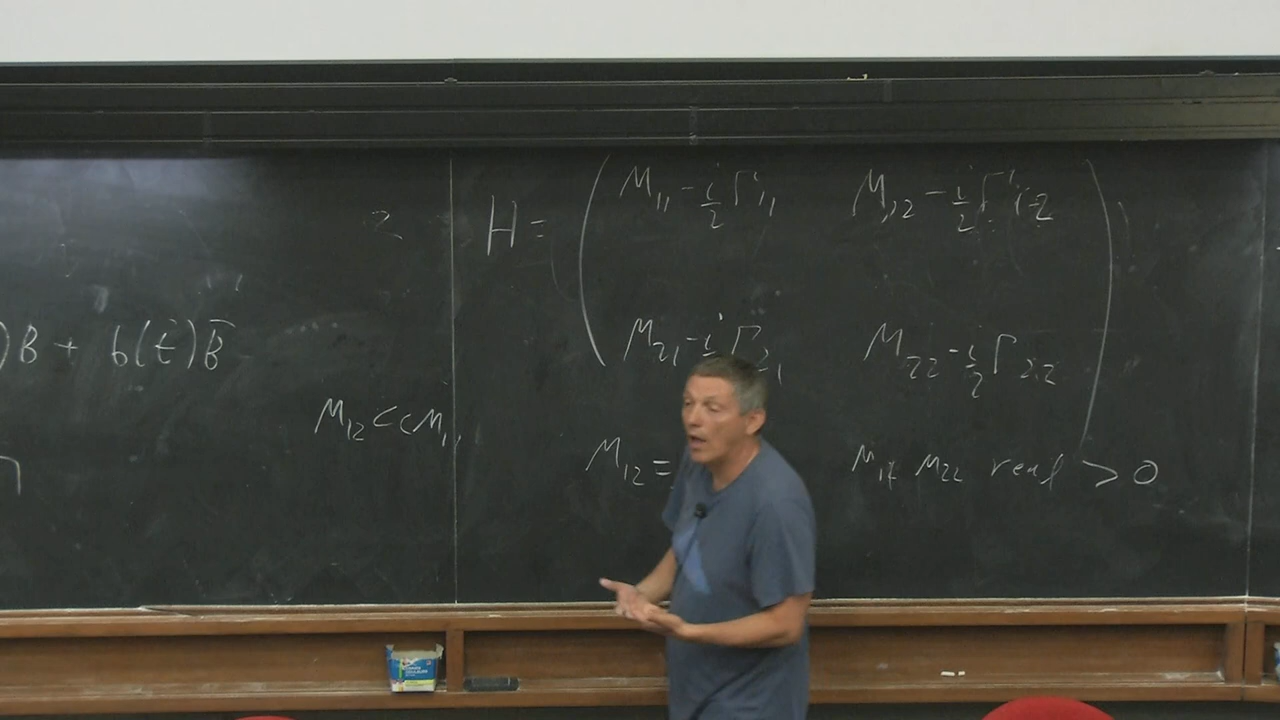 2
H = ( M₁₁ - i/2 Γ₁₁ M₁₂ - i/2 Γ₁₂
M₂₁ - i/2 Γ₂₁ M₂₂ - i/2 Γ₂₂ )
) B + b(t) B̄
M₁₂ << M₁₁
M₁₂ =
M₁₁ M₂₂ real > 0